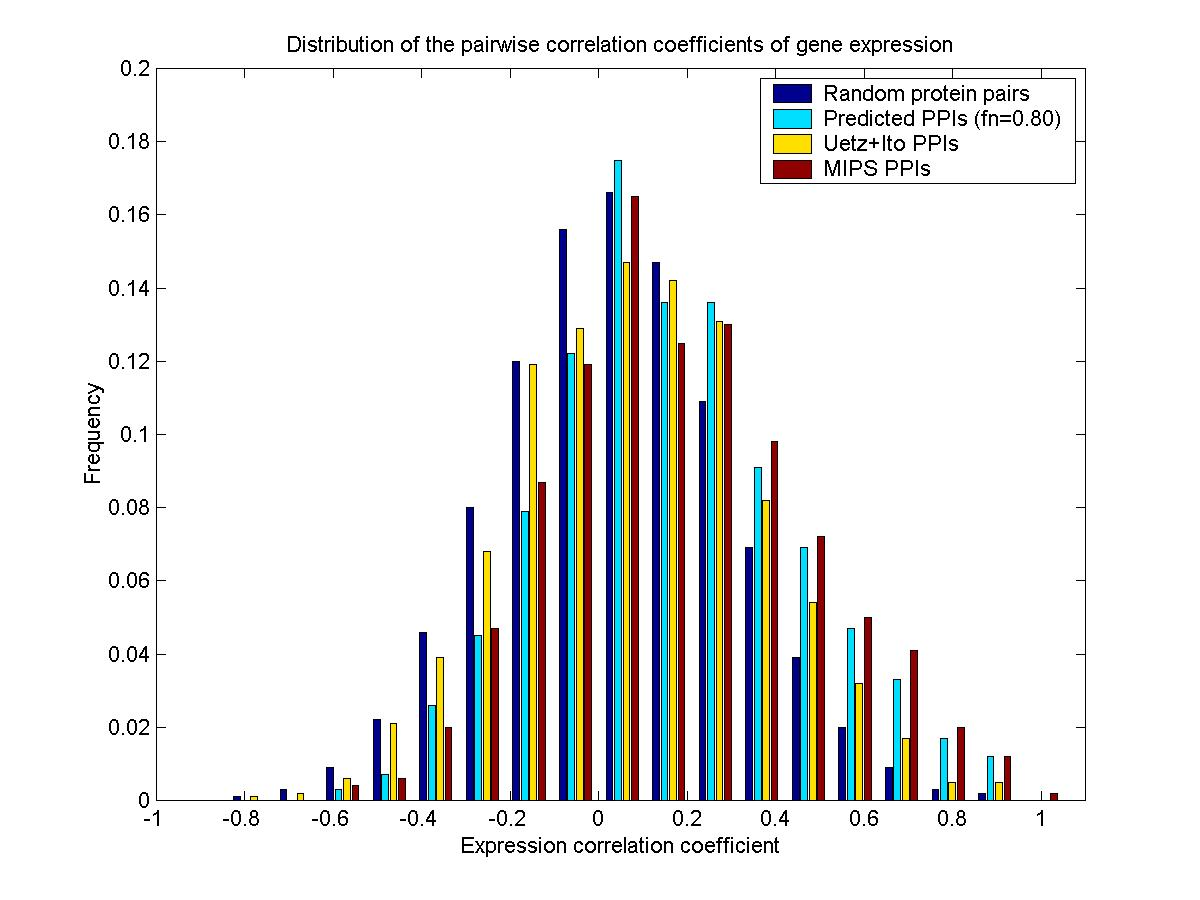 Distribution of the pairwise correlation coefficients of gene expression
0.2
0.18
0.16
0.14
0.12
0.1
0.08
0.06
0.04
0.02
0
Frequency
Random protein pairs
Predicted PPIs (fn=0.80)
Uetz+Ito PPIs
MIPS PPIs
-1 -0.8 -0.6 -0.4 -0.2 0 0.2 0.4 0.6 0.8 1
Expression correlation coefficient